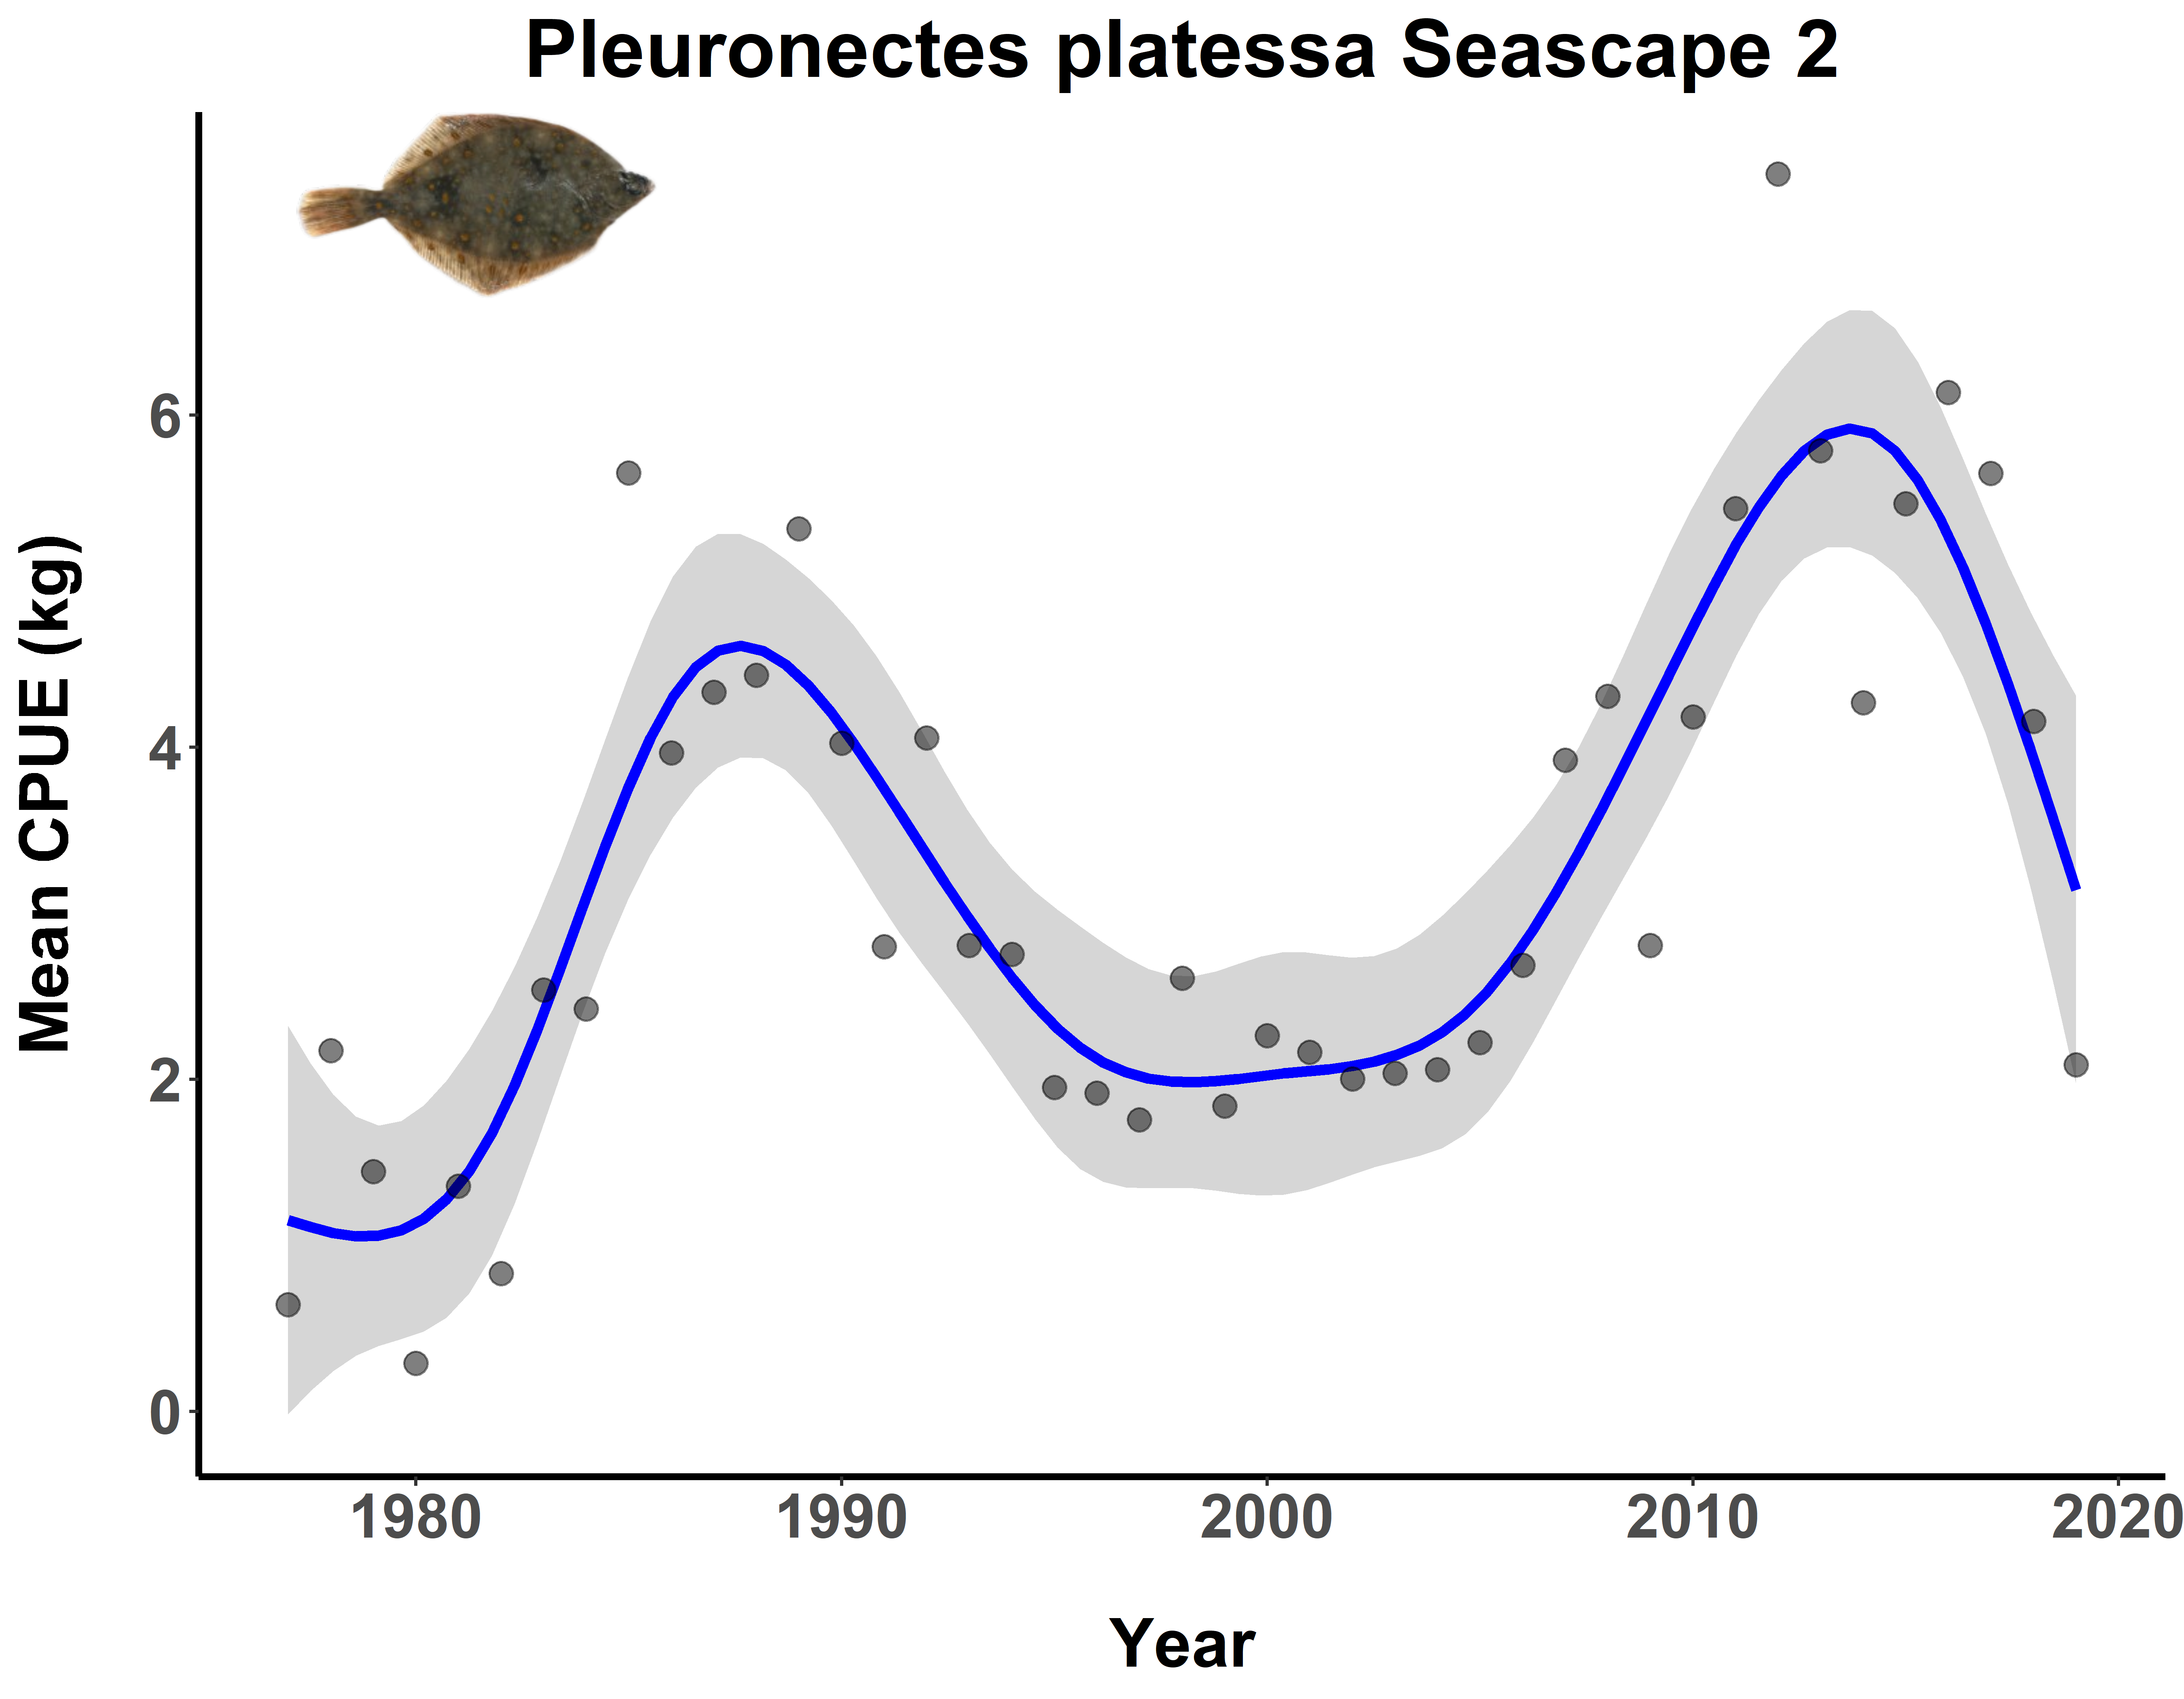 Pleuronectes platessa Seascape 2
Mean CPUE (kg)
6
4
2
0
1980 1990 2000 2010 2020
Year